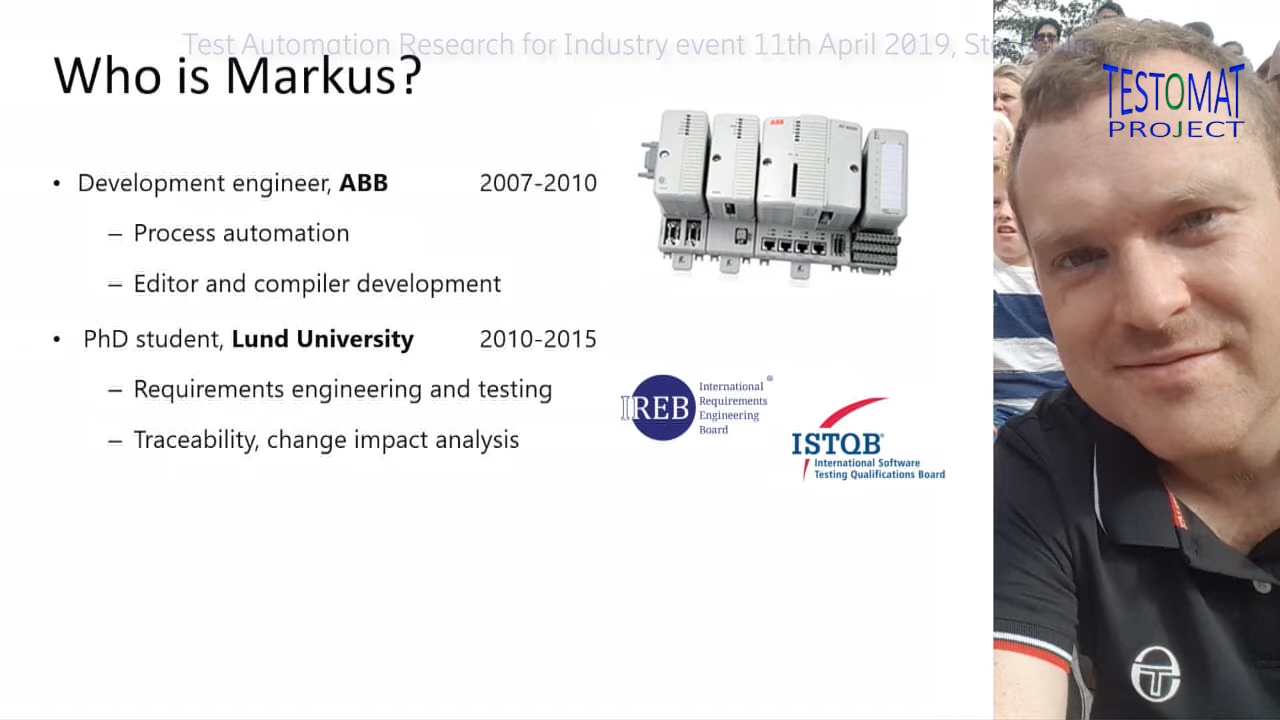 Test Automation Research for Industry event 11th April 2019,
Who is Markus?
TESTOMAT
PROJECT
• Development engineer, ABB 2007-2010
– Process automation
– Editor and compiler development
• PhD student, Lund University 2010-2015
– Requirements engineering and testing
– Traceability, change impact analysis
ABB
IREB
International
Requirements
Engineering
Board
®
ISTQB®
International Software
Testing Qualifications Board